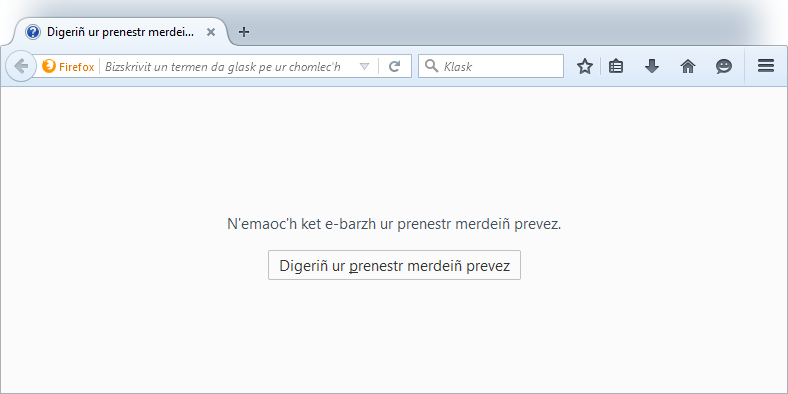 Digeriñ ur prenestr merdei...
Firefox
Bizskrivit un termen da glask pe ur chomlec'h
Klask
N'emaoc'h ket e-barzh ur prenestr merdeiñ prevez.
Digeriñ ur prenestr merdeiñ prevez